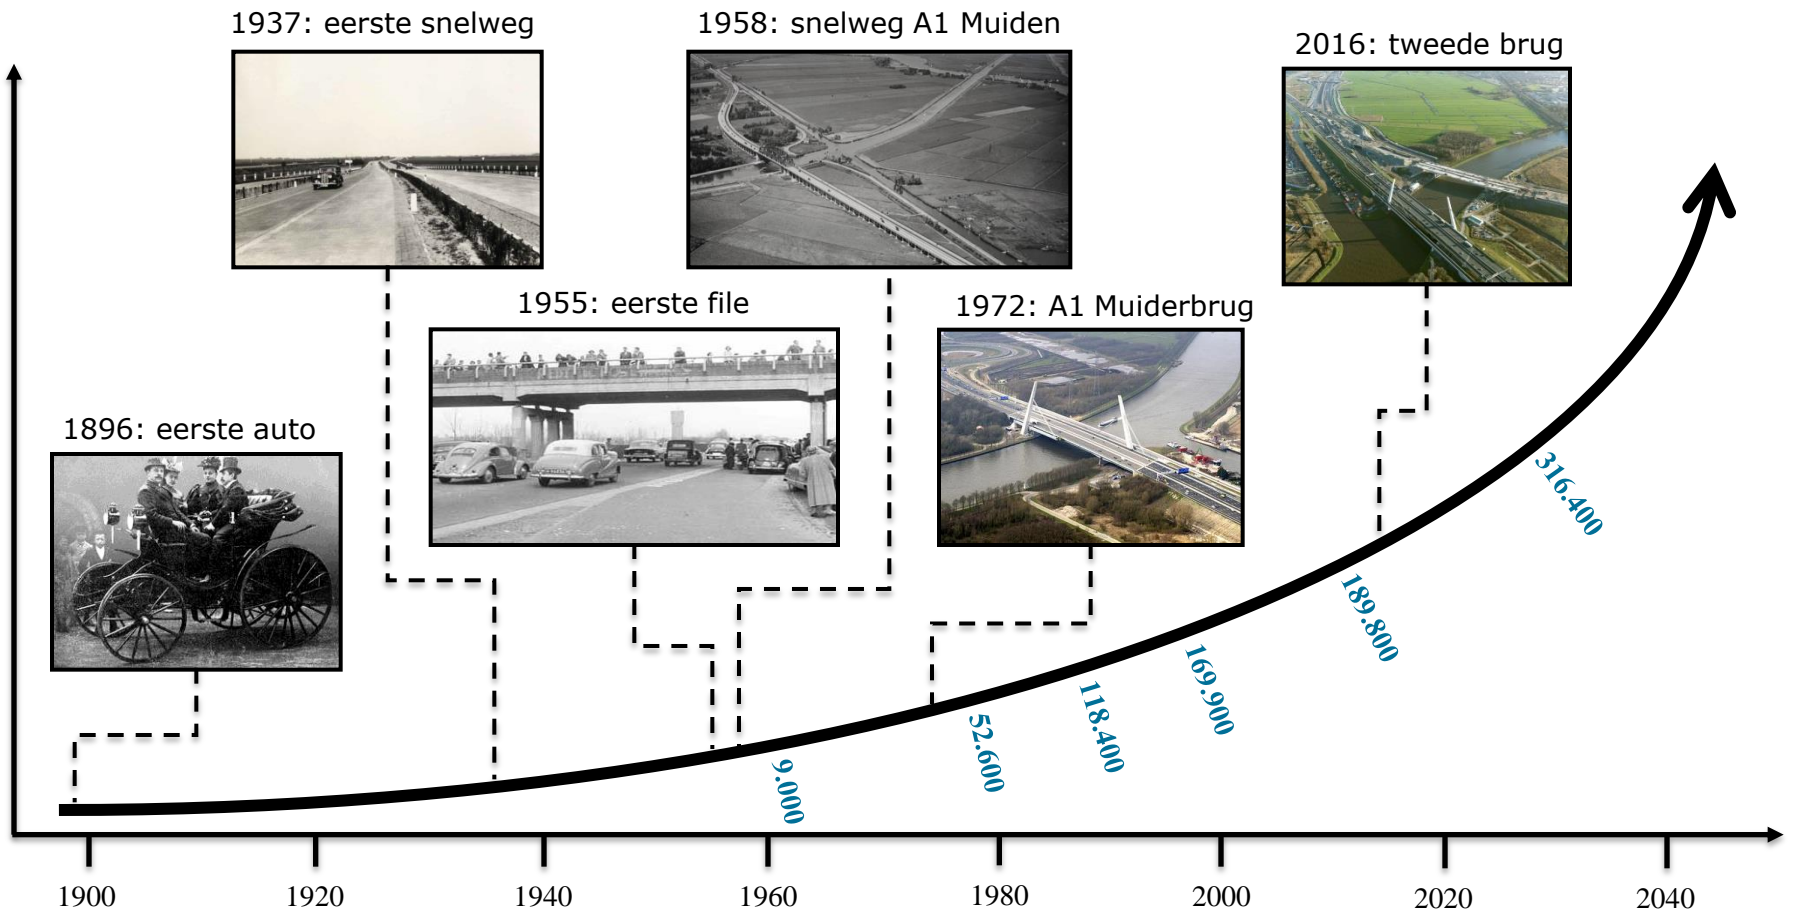 1937: eerste snelweg
1958: snelweg A1 Muiden
2016: tweede brug
1955: eerste file
1972: A1 Muiderbrug
1896: eerste auto
316.400
189.800
169.900
118.400
52.600
9.000
1900
1920
1940
1960
1980
2000
2020
2040